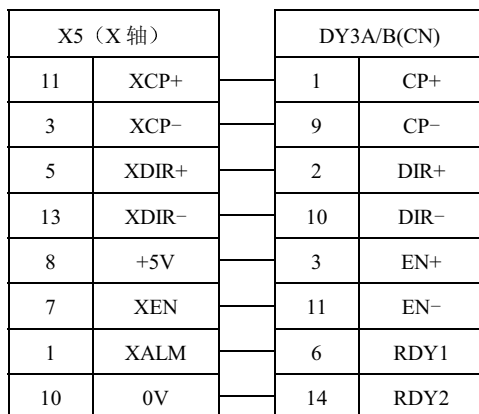 X5（X 轴） DY3A/B(CN)
11 XCP+ 1 CP+
3 XCP− 9 CP−
5 XDIR+ 2 DIR+
13 XDIR− 10 DIR−
8 +5V 3 EN+
7 XEN 11 EN−
1 XALM 6 RDY1
10 0V 14 RDY2